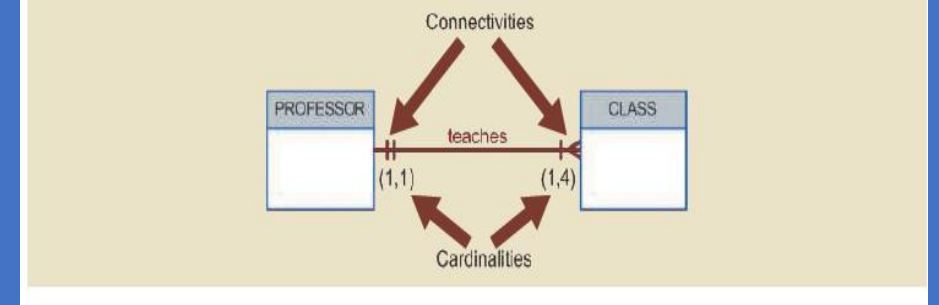 Connectivities
PROFESSOR
CLASS
teaches
(1,1)
(1,4)
Cardinalities